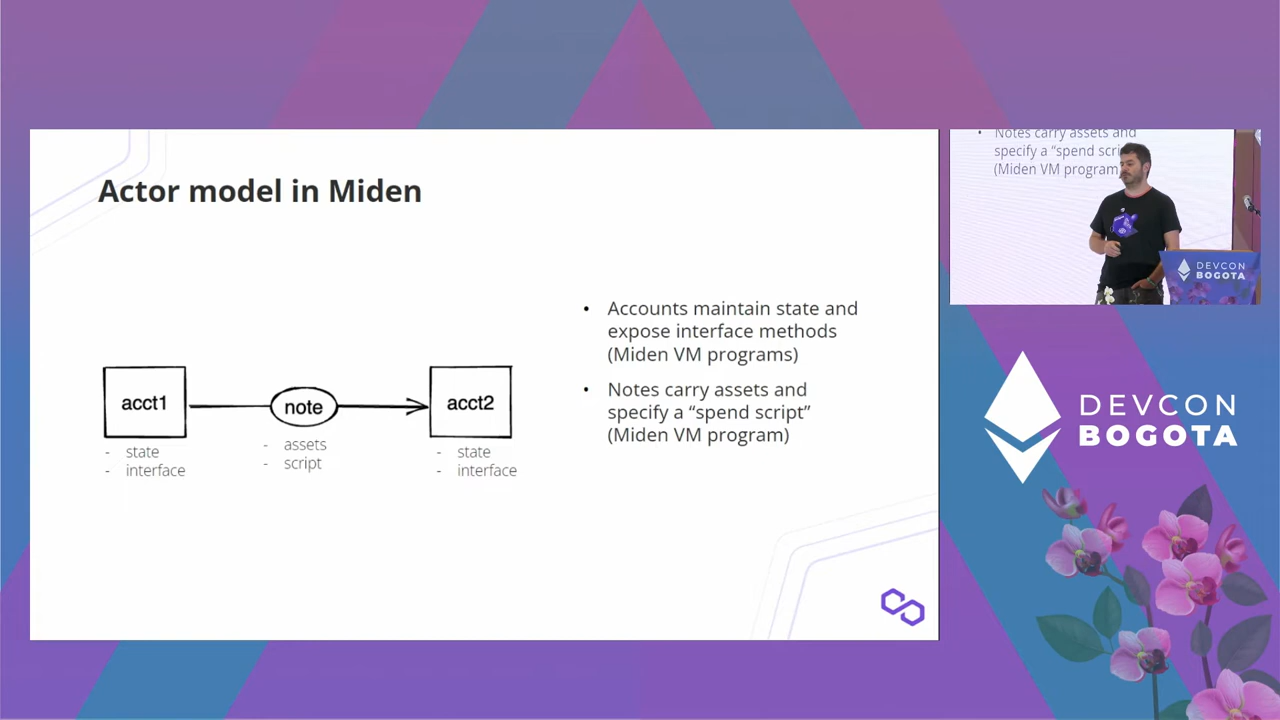 Actor model in Miden
acct1
note
acct2
- state
- interface
- assets
- script
- state
- interface
• Accounts maintain state and
expose interface methods
(Miden VM programs)
• Notes carry assets and
specify a “spend script”
(Miden VM program)
• Notes carry assets and
specify a “spend
(Miden VM program
DEVCON
BOGOTA
DEVCON
BOGOTA